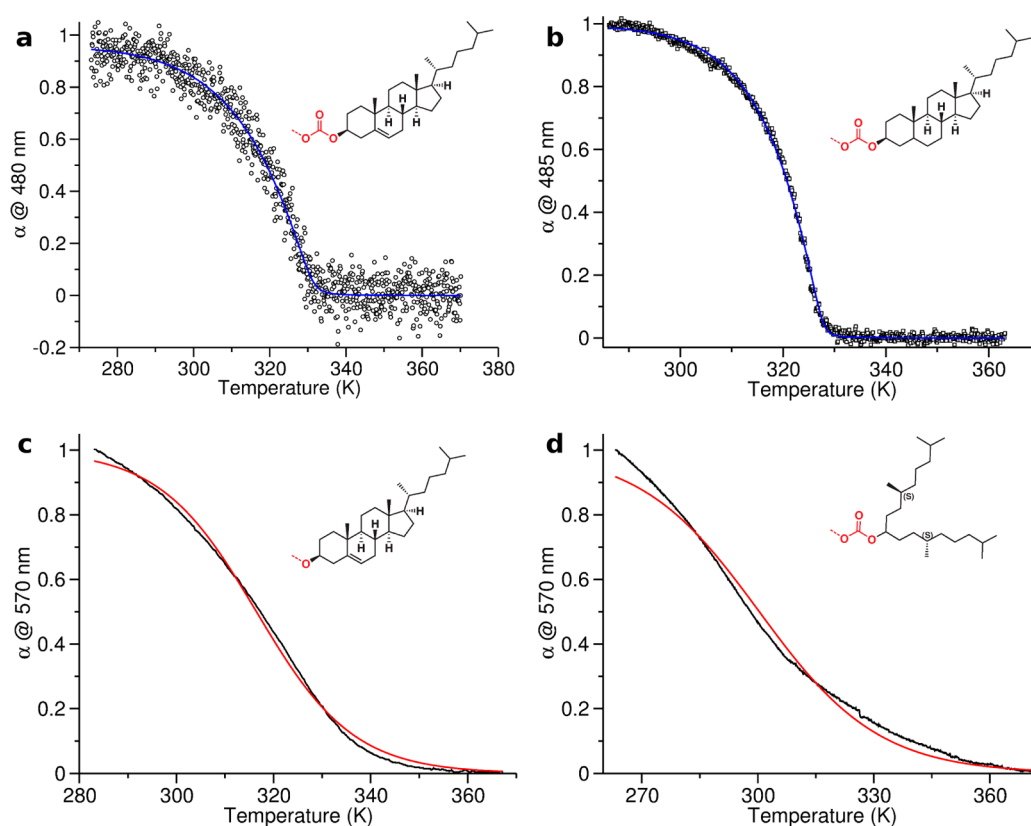 a
1
0.8
0.6
0.4
0.2
0
-0.2
α @ 480 nm
280 300 320 340 360 380
Temperature (K)
H
H H
O
O O
b
1
0.8
0.6
0.4
0.2
0
α @ 485 nm
300 320 340 360
Temperature (K)
H
H H
O
O O
c
1
0.8
0.6
0.4
0.2
0
α @ 570 nm
280 300 320 340 360
Temperature (K)
H
H H
O
d
1
0.8
0.6
0.4
0.2
0
α @ 570 nm
270 300 330 360
Temperature (K)
(S)
O
(S)
O O